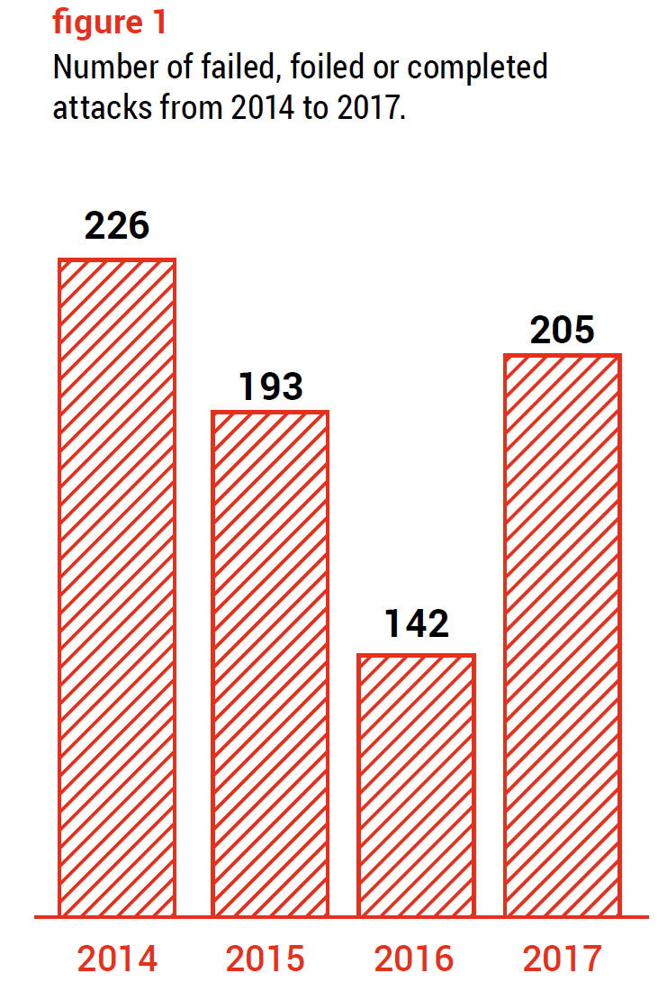 figure 1
Number of failed, foiled or completed
attacks from 2014 to 2017.
226
193
142
205
2014
2015
2016
2017